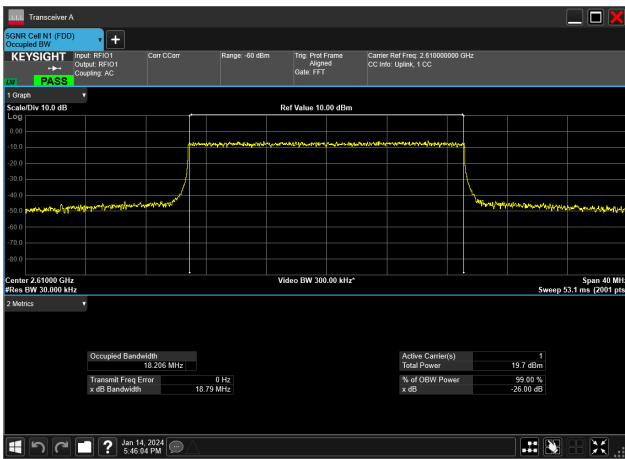 Transceiver A
5GNR Cell N1 (FDD)
Occupied BW
KEYSIGHT
PASS
Input: RFIO1
Output: RFIO1
Coupling: AC
Corr CCorr
Range: -60 dBm
Trig: Prot Frame
Aligned
Gate: FFT
Carrier Ref Freq: 2.610000000 GHz
CC Info: Uplink, 1 CC
1 Graph
Scale/Div 10.0 dB
Ref Value 10.00 dBm
Log
0.00
-10.0
-20.0
-30.0
-40.0
-50.0
-60.0
-70.0
-80.0
Center 2.61000 GHz
Video BW 300.00 kHz*
Span 40 MHz
#Res BW 30.000 kHz
Sweep 53.1 ms (2001 pts
2 Metrics
Occupied Bandwidth
18.206 MHz
Transmit Freq Error 0 Hz
x dB Bandwidth 18.79 MHz
Active Carrier(s) 1
Total Power 19.7 dBm
% of OBW Power 99.00 %
x dB -26.00 dB
Jan 14, 2024
5:46:04 PM